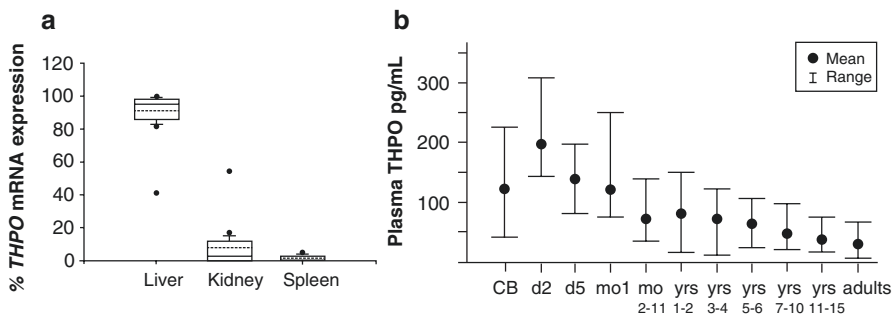 a
% THPO mRNA expression
120
100
80
60
40
20
0
Liver Kidney Spleen
b
Plasma THPO pg/mL
300
200
100
Mean
Range
CB d2 d5 mo1 mo yrs yrs yrs yrs yrs adults
2-11 1-2 3-4 5-6 7-10 11-15